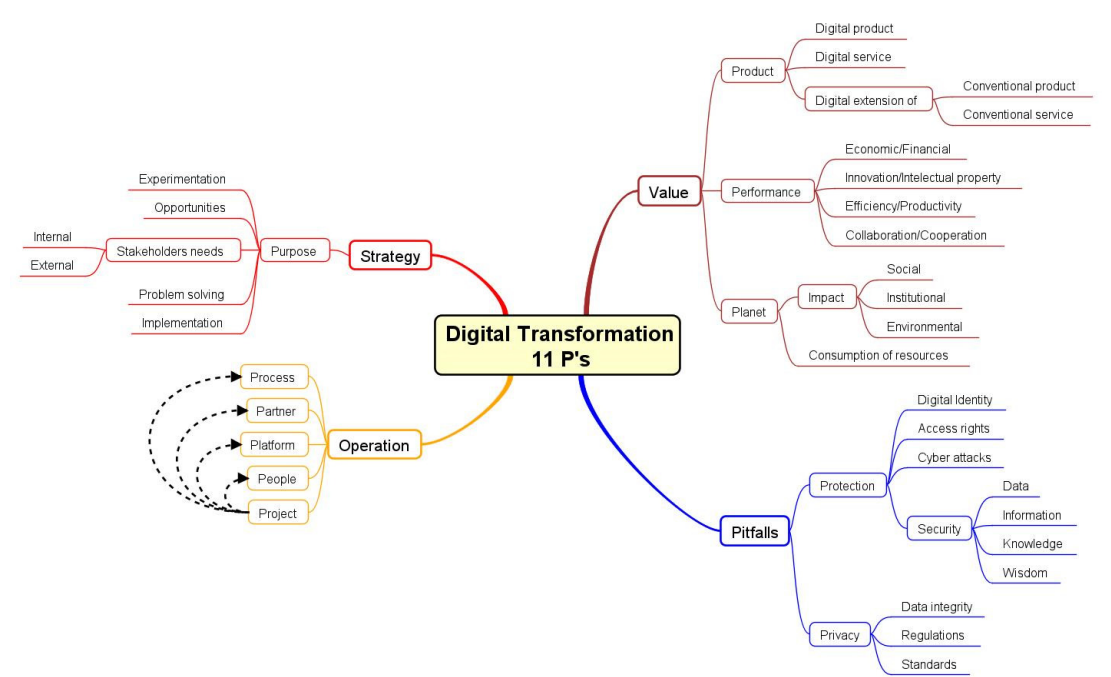 Digital Transformation
11 P's
Strategy
Purpose
Experimentation
Opportunities
Stakeholders needs
Internal
External
Problem solving
Implementation
Operation
Process
Partner
Platform
People
Project
Value
Product
Digital product
Digital service
Digital extension of
Conventional product
Conventional service
Performance
Economic/Financial
Innovation/Intelectual property
Efficiency/Productivity
Collaboration/Cooperation
Planet
Impact
Social
Institutional
Environmental
Consumption of resources
Pitfalls
Protection
Digital Identity
Access rights
Cyber attacks
Security
Data
Information
Knowledge
Wisdom
Privacy
Data integrity
Regulations
Standards